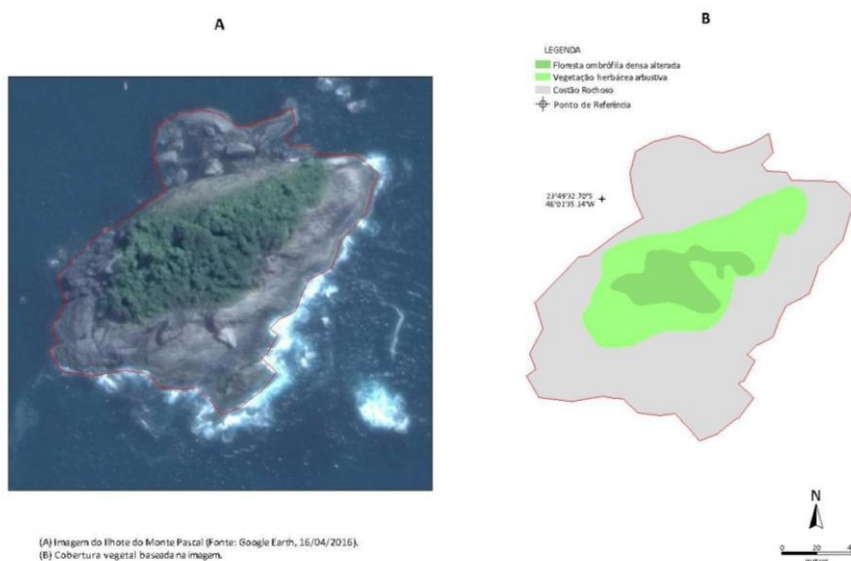 A
B
LEGENDA
Floresta ombrófila densa alterada
Vegetação herbácea arbustiva
Costão Rochoso
Ponto de Referência
23°49'32.70"S
46°01'35.14"W
N
0 20
metros
(A) Imagem do Ilhote do Monte Pascal (Fonte: Google Earth, 16/04/2016).
(B) Cobertura vegetal baseada na imagem.